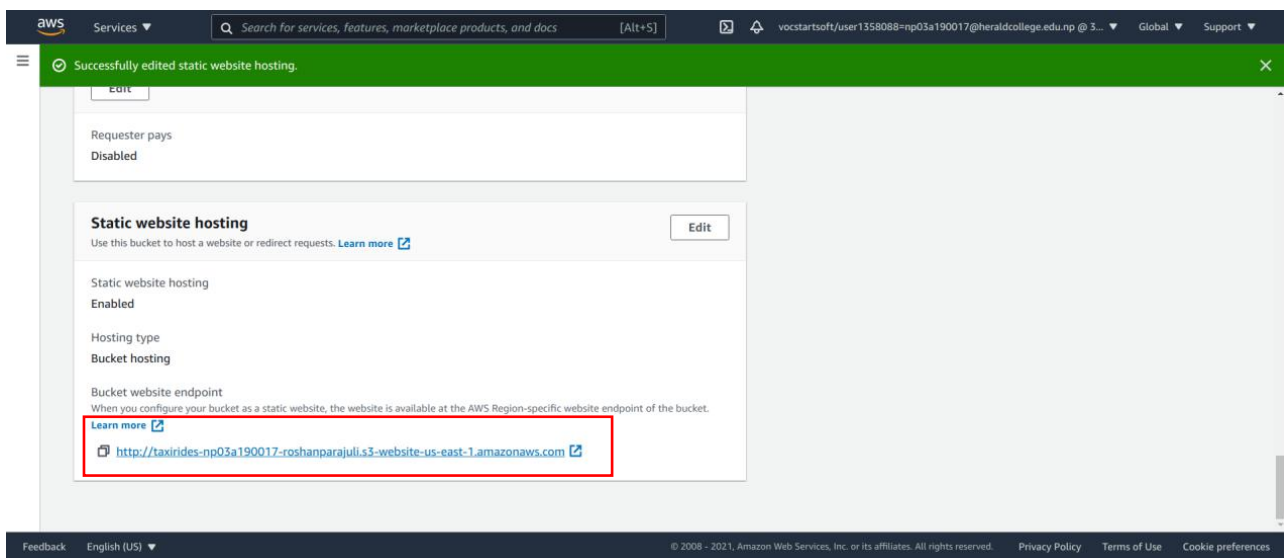 aws Services ▼ Search for services, features, marketplace products, and docs [Alt+S] vocstartsoft/user1358088=np03a190017@heraldcollege.edu.np @ 3... ▼ Global ▼ Support ▼
Successfully edited static website hosting.
Edit
Requester pays
Disabled
Static website hosting
Edit
Use this bucket to host a website or redirect requests. Learn more
Static website hosting
Enabled
Hosting type
Bucket hosting
Bucket website endpoint
When you configure your bucket as a static website, the website is available at the AWS Region-specific website endpoint of the bucket.
Learn more
http://taxirides-np03a190017-roshanparajuli.s3-website-us-east-1.amazonaws.com
Feedback English (US) ▼ © 2008 - 2021, Amazon Web Services, Inc. or its affiliates. All rights reserved. Privacy Policy Terms of Use Cookie preferences